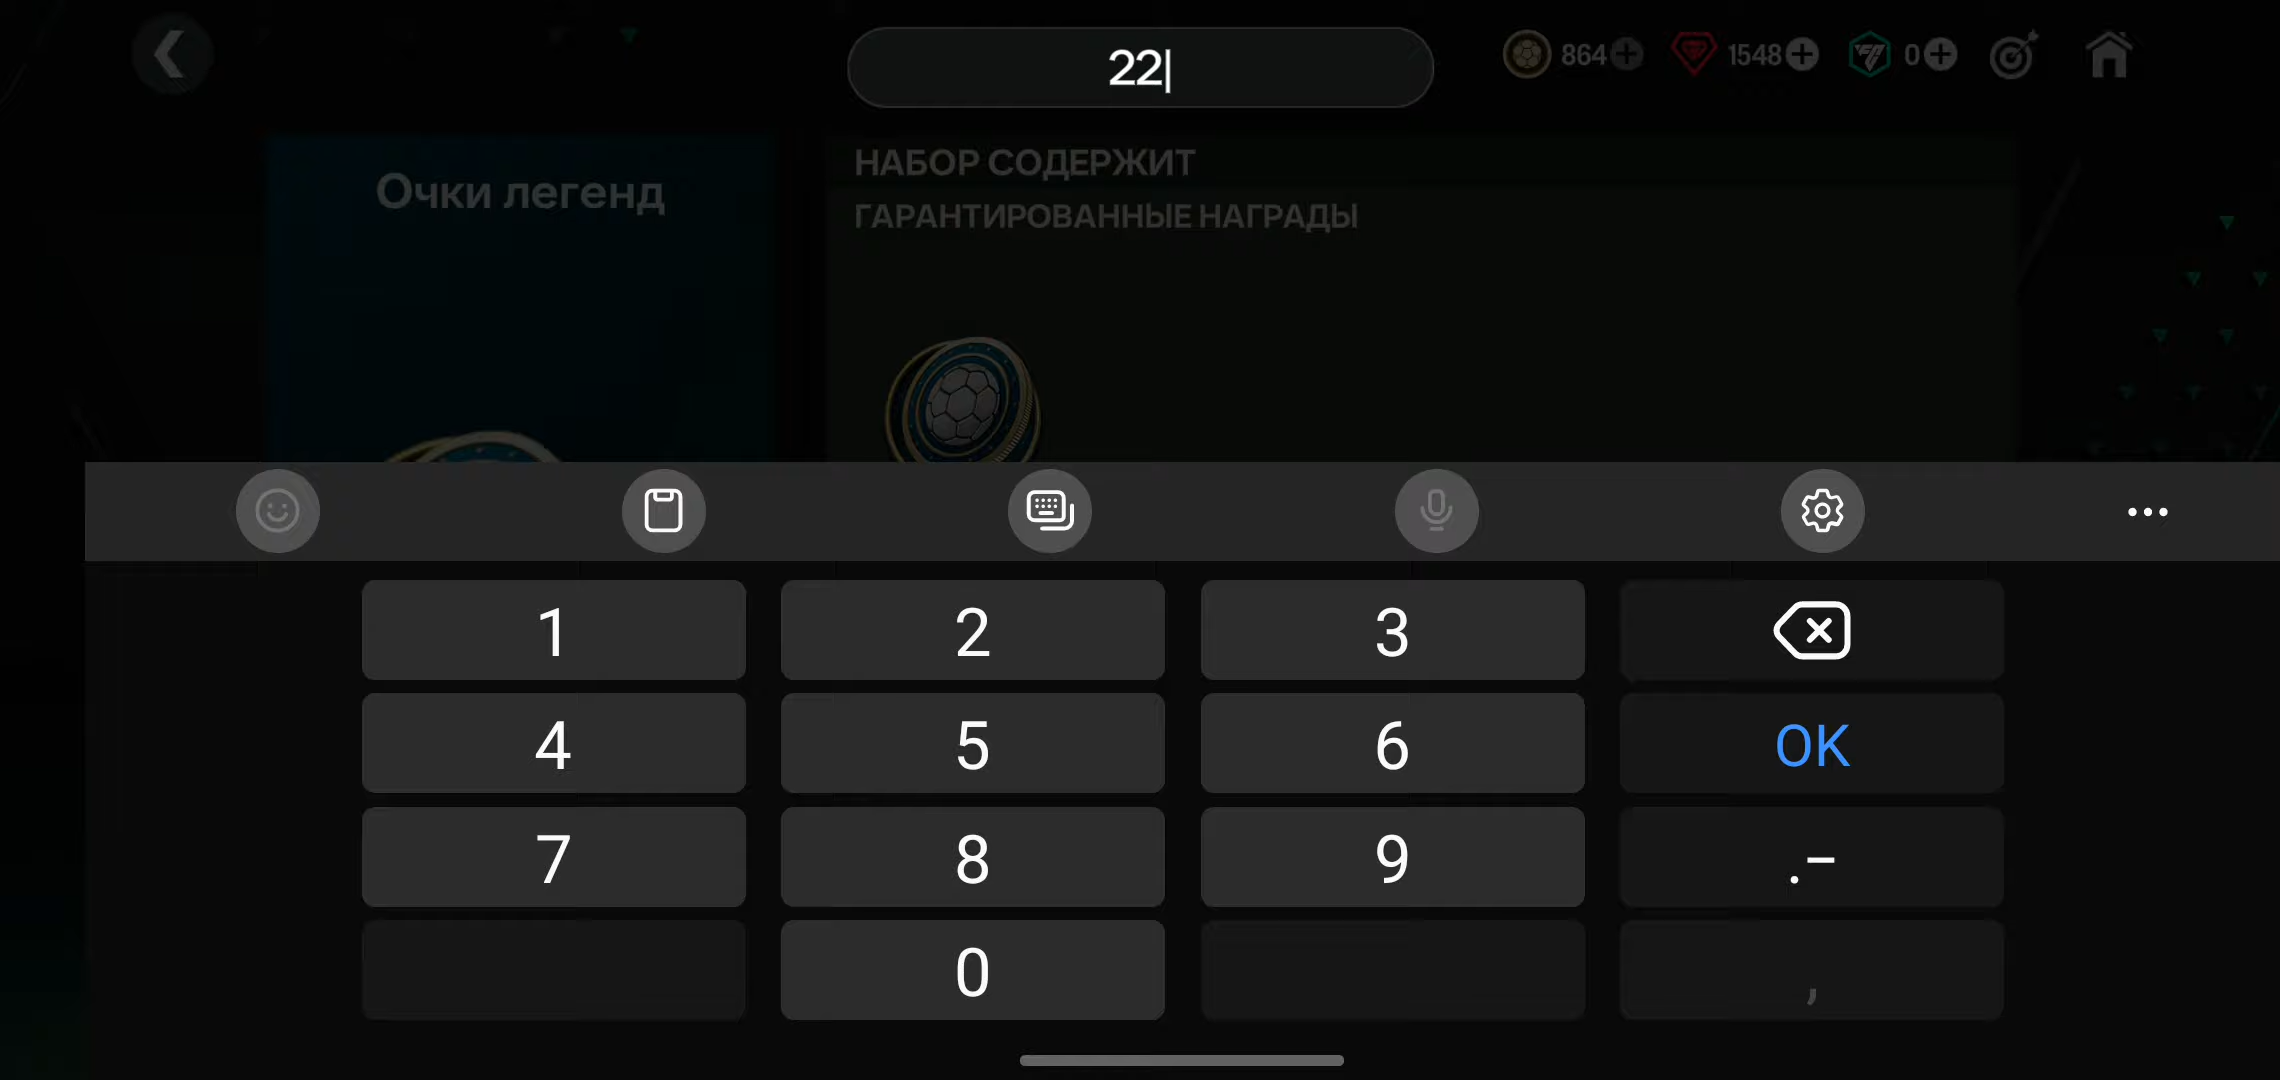 22
864
1548
0
Очки легенд
НАБОР СОДЕРЖИТ
ГАРАНТИРОВАННЫЕ НАГРАДЫ
1 2 3
4 5 6 OK
7 8 9 .-
0 ,